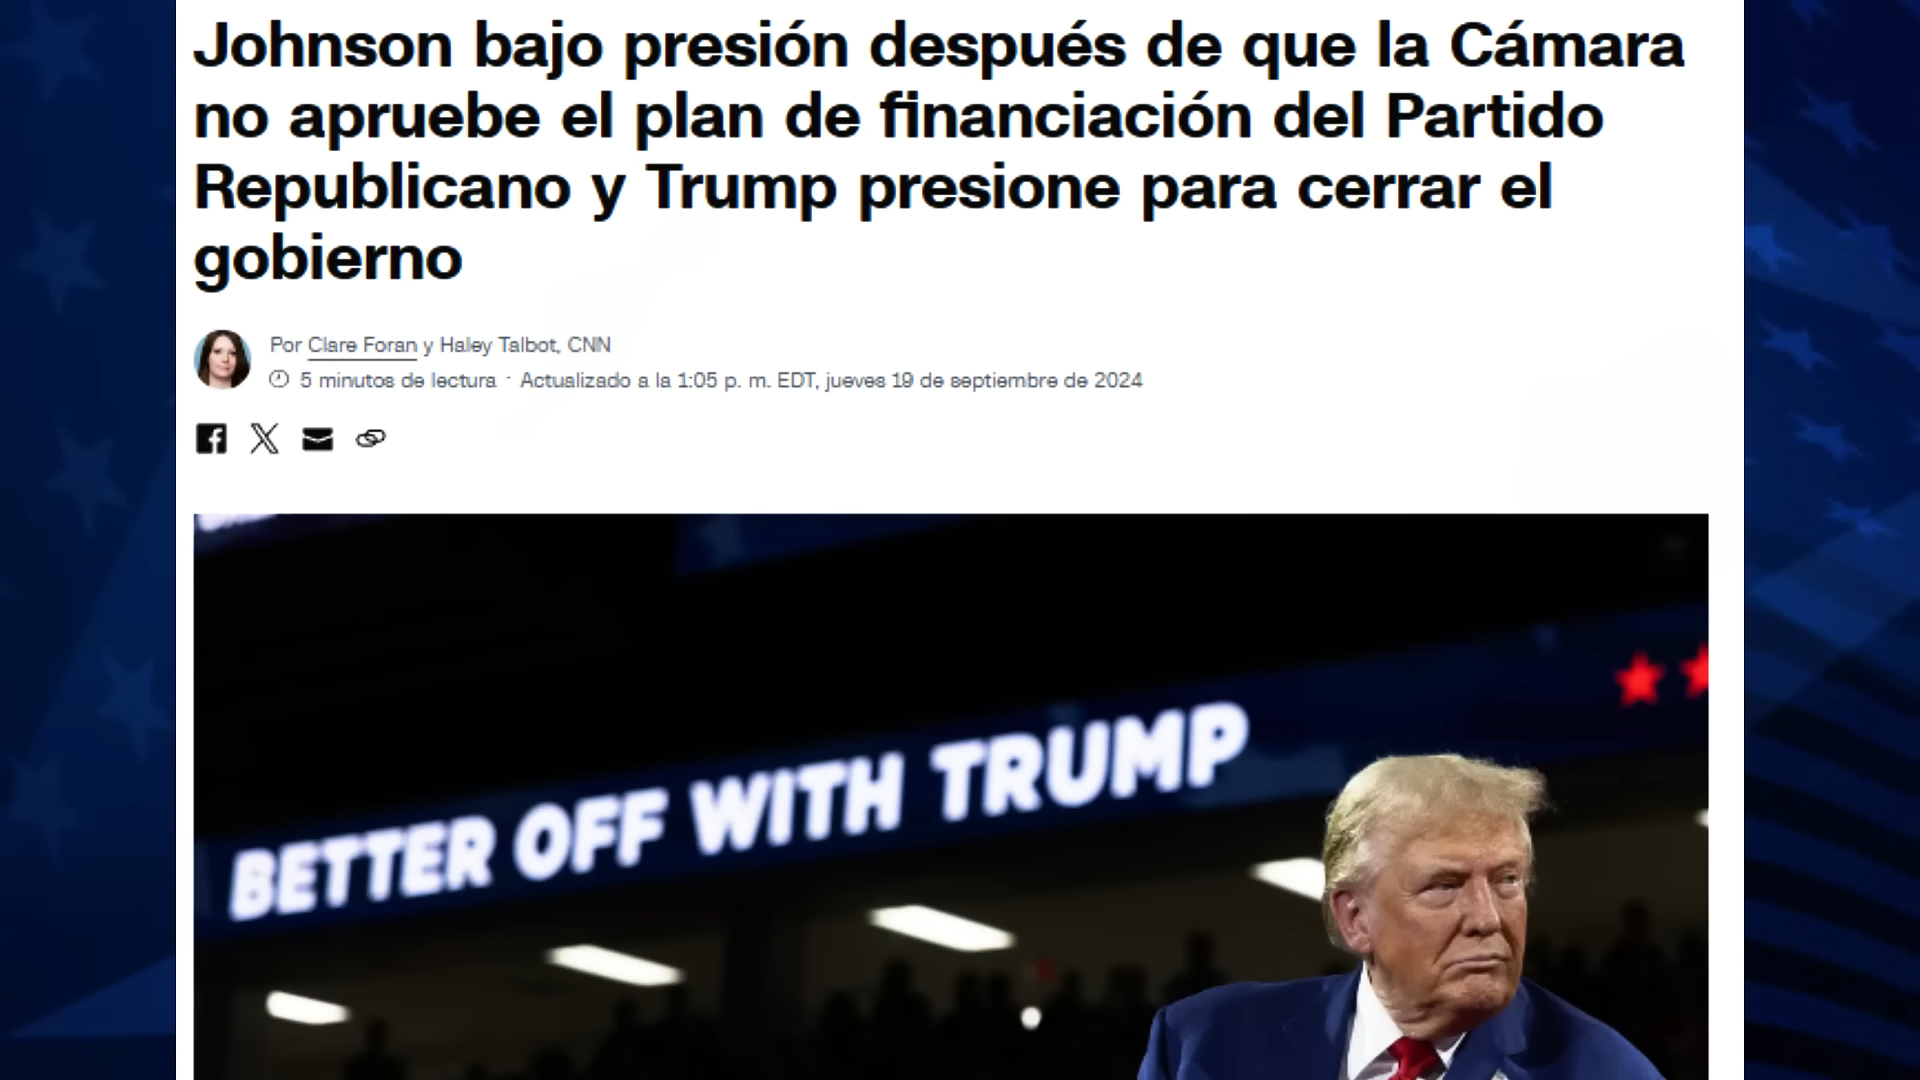 Johnson bajo presión después de que la Cámara
no apruebe el plan de financiación del Partido
Republicano y Trump presione para cerrar el
gobierno
Por Clare Foran y Haley Talbot, CNN
5 minutos de lectura · Actualizado a la 1:05 p. m. EDT, jueves 19 de septiembre de 2024
BETTER OFF WITH TRUMP